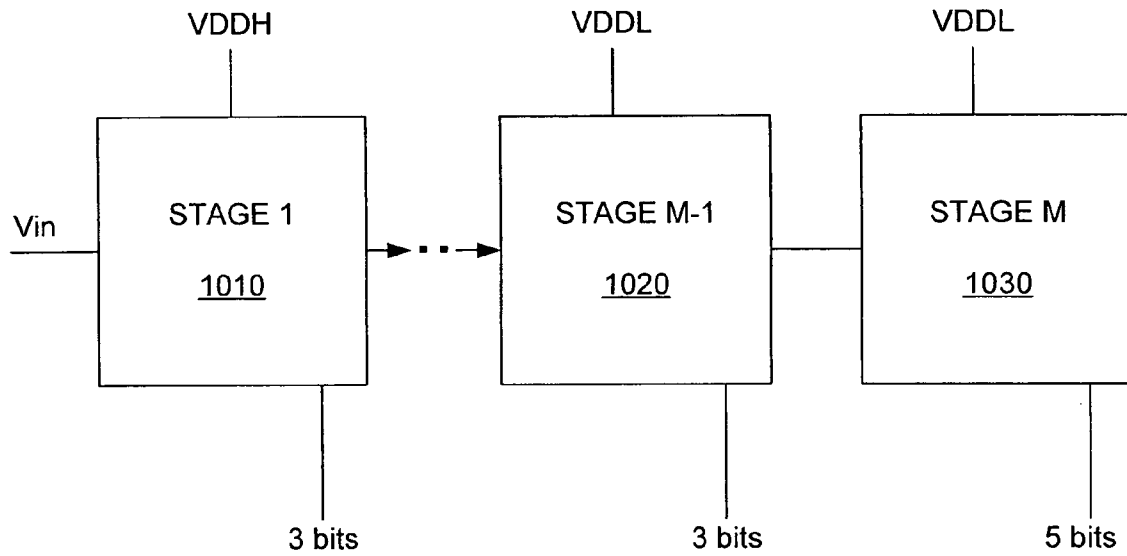 VDDH
VDDL
VDDL
Vin
STAGE 1
1010
STAGE M-1
1020
STAGE M
1030
3 bits
3 bits
5 bits